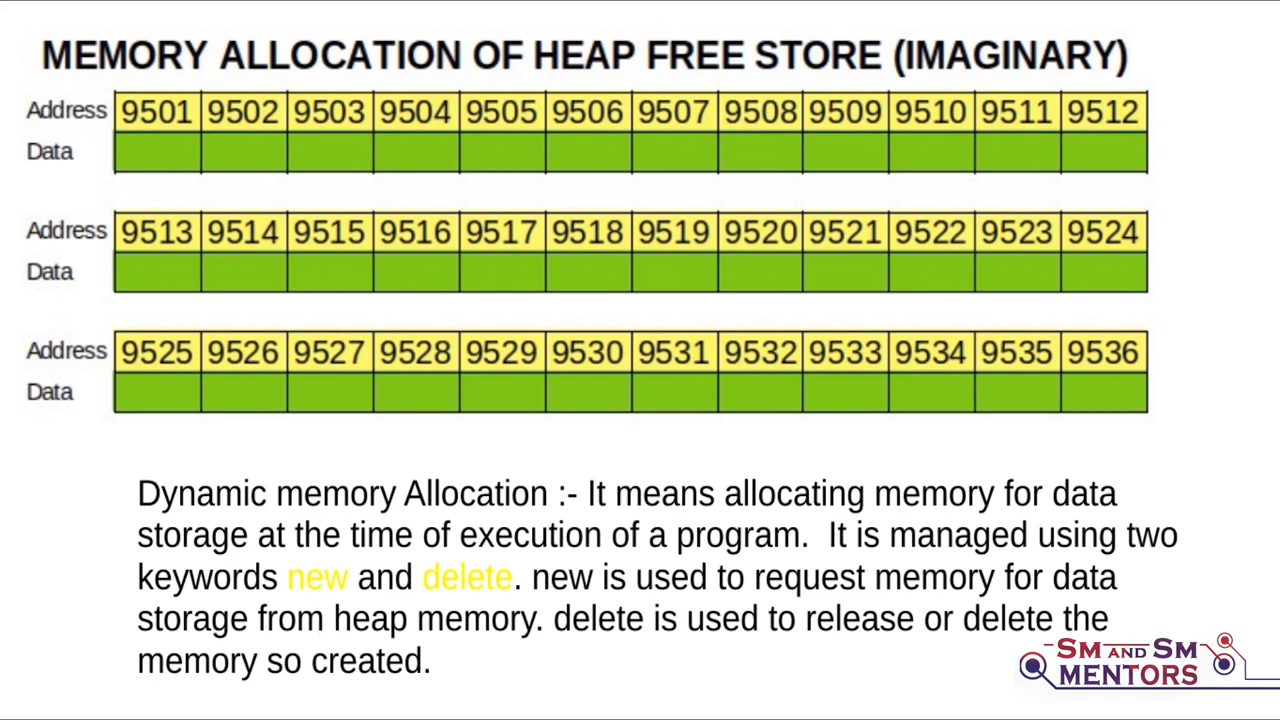 MEMORY ALLOCATION OF HEAP FREE STORE (IMAGINARY)
Address 9501 9502 9503 9504 9505 9506 9507 9508 9509 9510 9511 9512
Data
Address 9513 9514 9515 9516 9517 9518 9519 9520 9521 9522 9523 9524
Data
Address 9525 9526 9527 9528 9529 9530 9531 9532 9533 9534 9535 9536
Data
Dynamic memory Allocation :- It means allocating memory for data
storage at the time of execution of a program.  It is managed using two
keywords new and delete. new is used to request memory for data
storage from heap memory. delete is used to release or delete the
memory so created.
SM AND SM
MENTORS